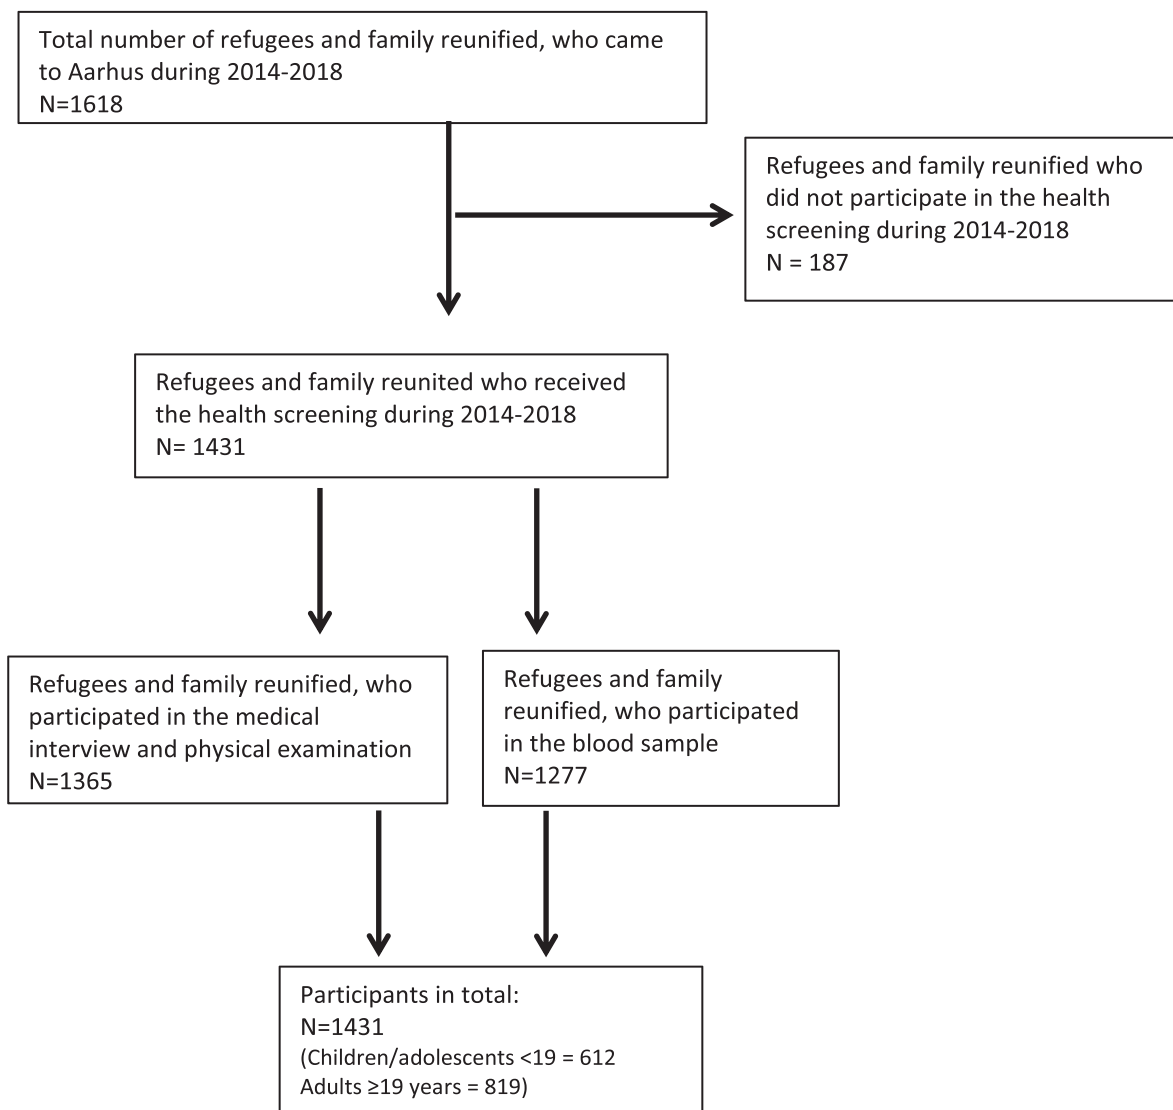 Total number of refugees and family reunified, who came
to Aarhus during 2014-2018
N=1618
Refugees and family reunified who
did not participate in the health
screening during 2014-2018
N = 187
Refugees and family reunited who received
the health screening during 2014-2018
N= 1431
Refugees and family reunified, who
participated in the medical
interview and physical examination
N=1365
Refugees and family
reunified, who participated
in the blood sample
N=1277
Participants in total:
N=1431
(Children/adolescents <19 = 612
Adults ≥19 years = 819)